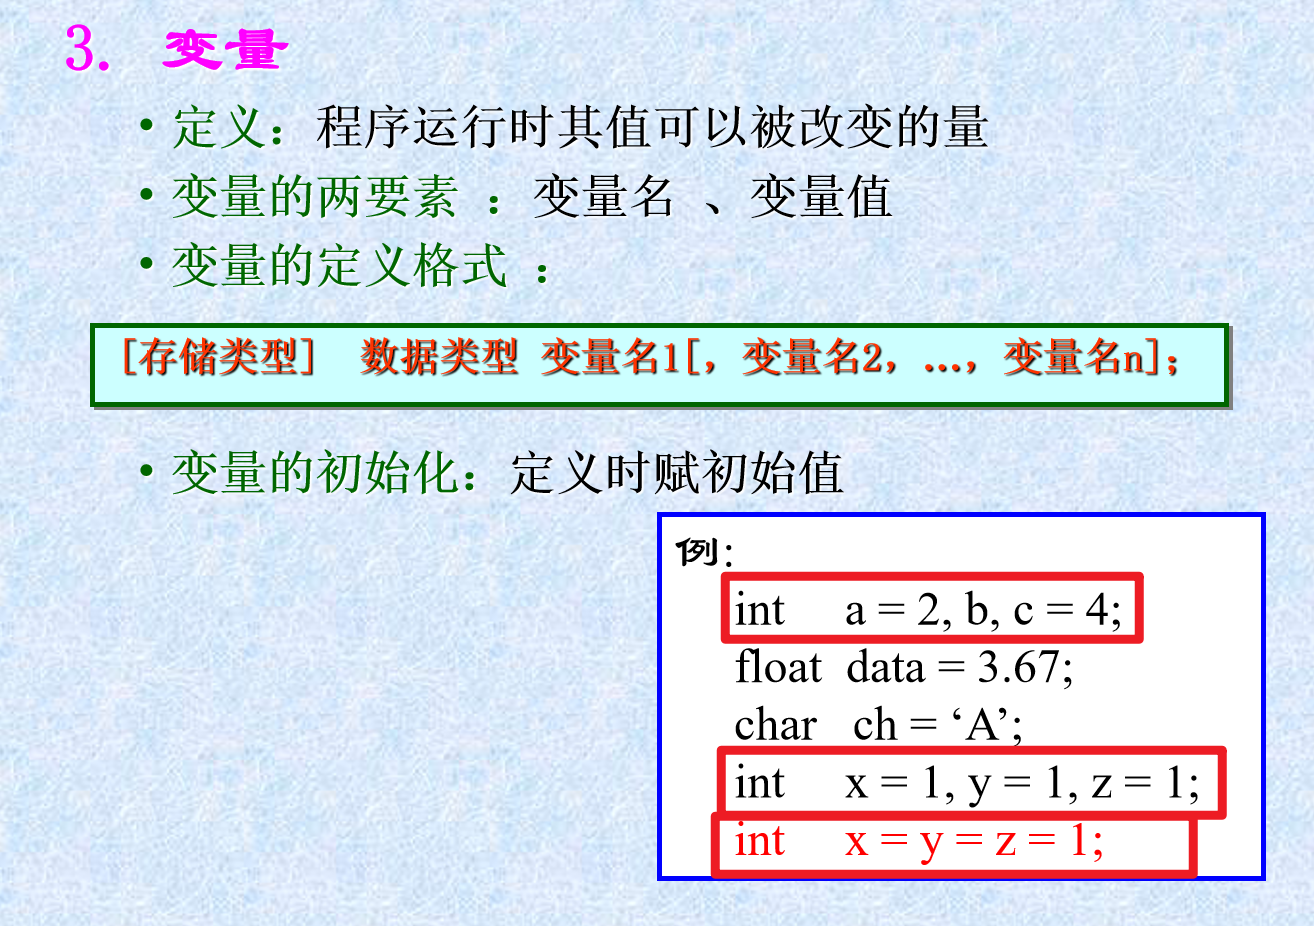 3. 变量
• 定义：程序运行时其值可以被改变的量
• 变量的两要素 ：变量名 、变量值
• 变量的定义格式 ：
[存储类型] 数据类型 变量名1[，变量名2，…，变量名n]；
• 变量的初始化：定义时赋初始值
例:
int a = 2, b, c = 4;
float data = 3.67;
char ch = ‘A’;
int x = 1, y = 1, z = 1;
int x = y = z = 1;